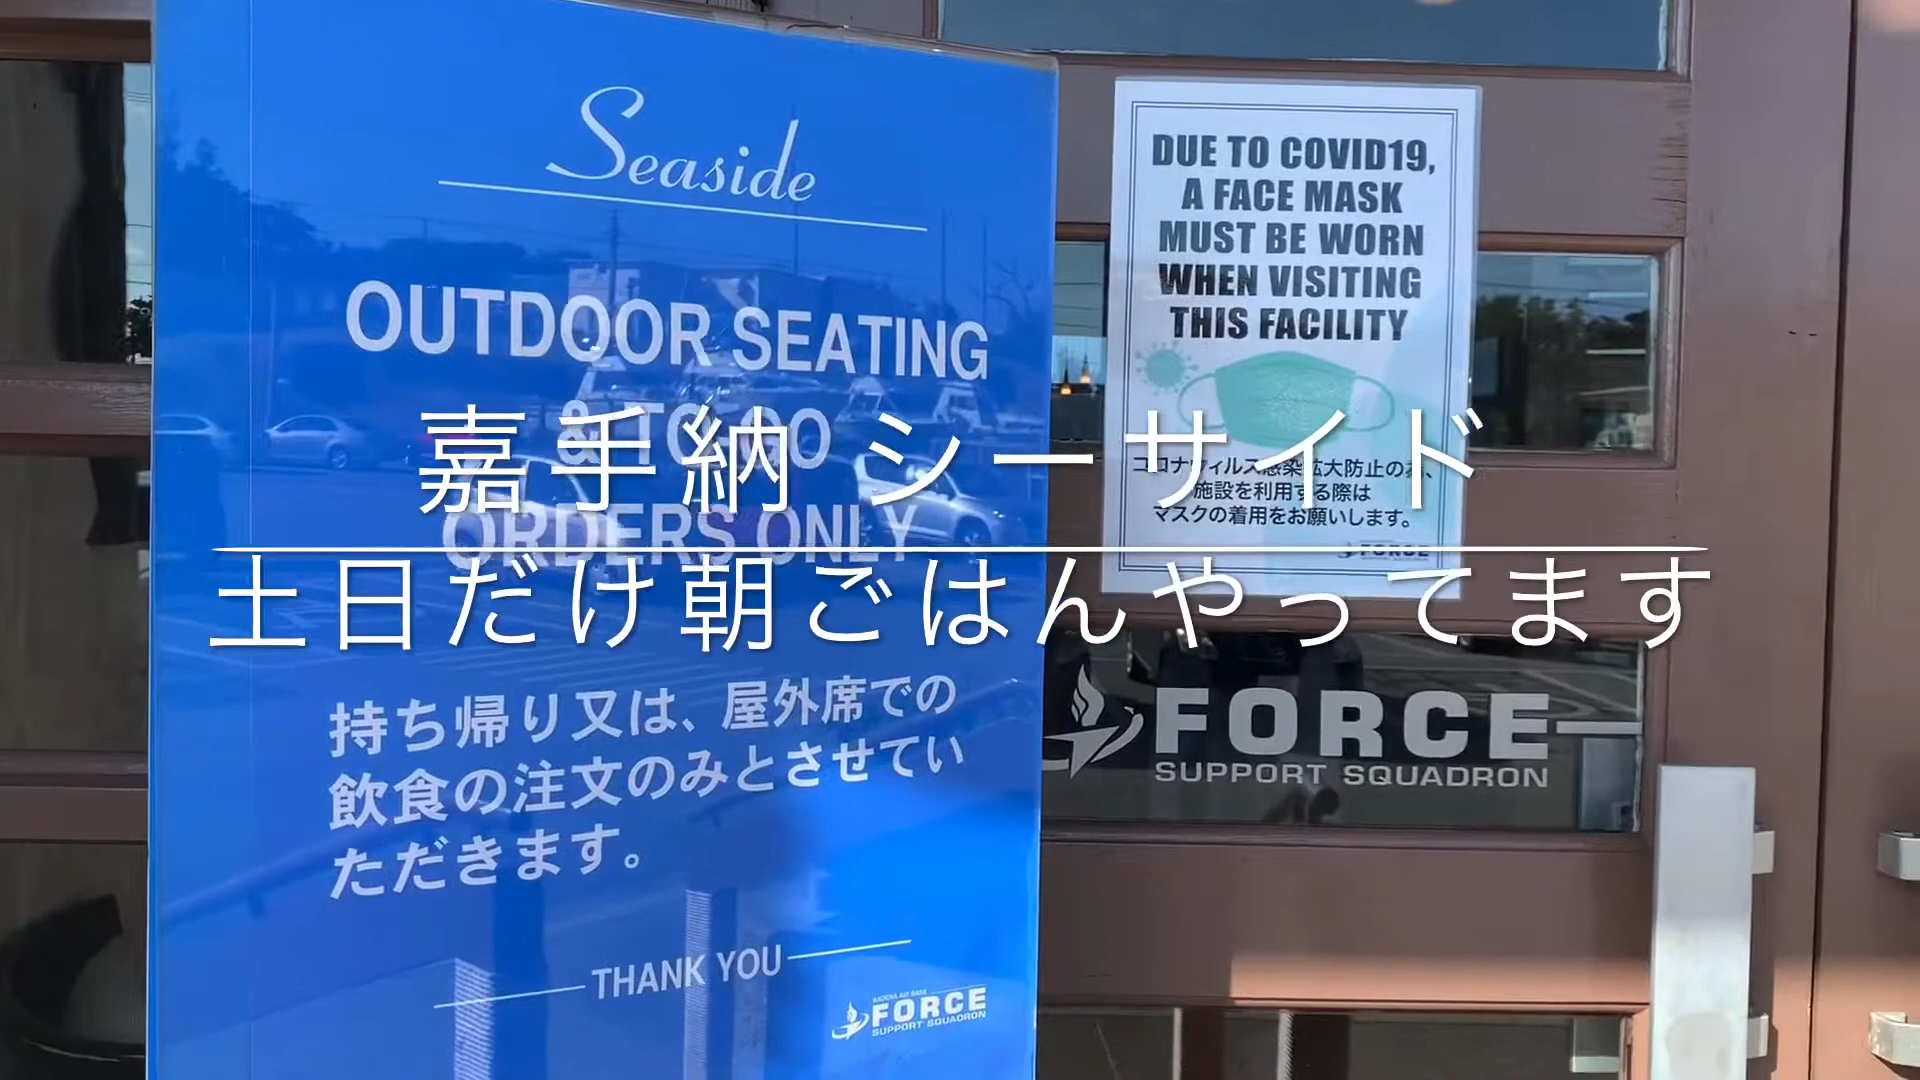 Seaside
OUTDOOR SEATING
& TO GO
ORDERS ONLY
持ち帰り又は、屋外席での
飲食の注文のみとさせてい
ただきます。
THANK YOU
KADENA AIR BASE
FORCE
SUPPORT SQUADRON
DUE TO COVID19,
A FACE MASK
MUST BE WORN
WHEN VISITING
THIS FACILITY
コロナウィルス感染拡大防止の為、
施設を利用する際は
マスクの着用をお願いします。
FORCE
FORCE
SUPPORT SQUADRON
嘉手納 シーサイド
土日だけ朝ごはんやってます